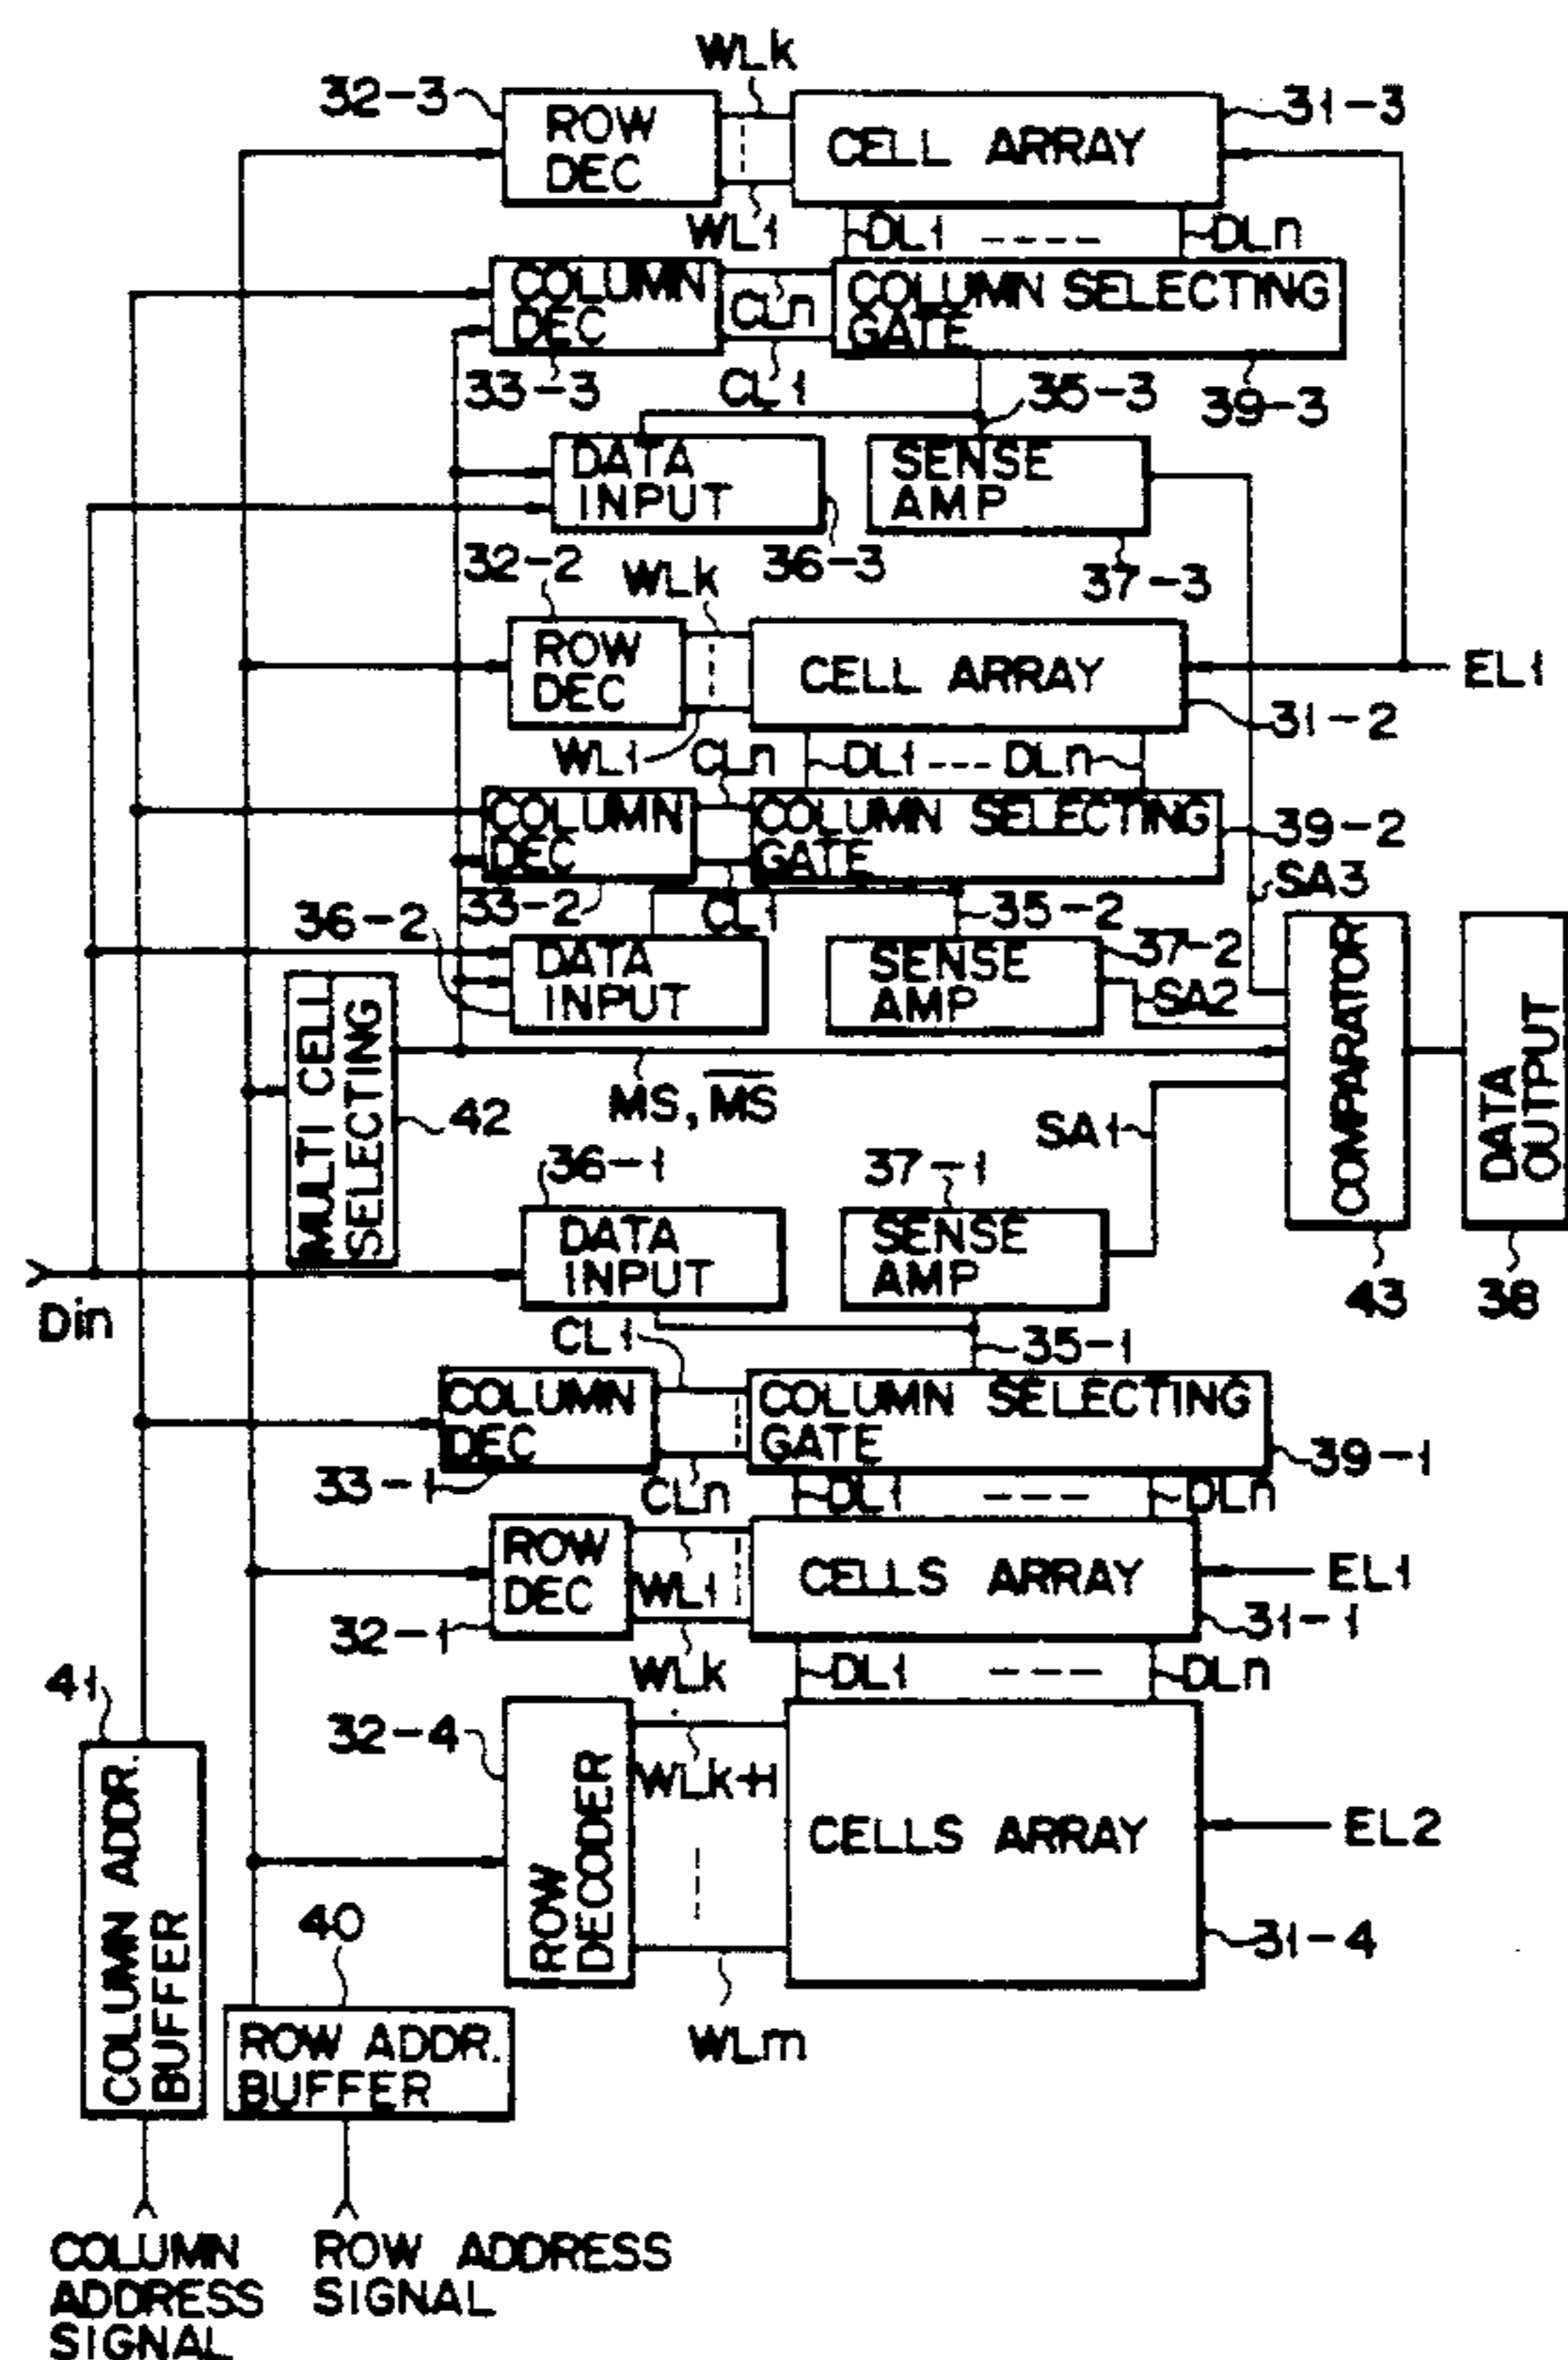 WLk
32-3
ROW
DEC
CELL ARRAY
31-3
WL1
DL1 ----- DLn
COLUMN
DEC
CLn
COLUMN SELECTING
GATE
33-3
CL1
35-3
39-3
DATA
INPUT
SENSE
AMP
32-2
WLk
36-3
37-3
ROW
DEC
CELL ARRAY
EL1
31-2
WL1
CLn
DL1 --- DLn
COLUMN
DEC
COLUMN SELECTING
GATE
39-2
SA3
33-2
CL1
35-2
36-2
DATA
INPUT
SENSE
AMP
37-2
SA2
MULTI CELL
SELECTING
COMPARATOR
DATA
OUTPUT
MS, M̅S̅
42
SA1
36-1
37-1
DATA
INPUT
SENSE
AMP
Din
43
38
CL1
35-1
COLUMN
DEC
COLUMN SELECTING
GATE
39-1
33-1
CLn
DL1 --- DLn
ROW
DEC
WL1
CELLS ARRAY
EL1
32-1
31-1
WLk
DL1 --- DLn
41
32-4
WLk+1
ROW
DECODER
CELLS ARRAY
EL2
COLUMN ADDR.
BUFFER
40
31-4
ROW ADDR.
BUFFER
WLm
COLUMN
ADDRESS
SIGNAL
ROW ADDRESS
SIGNAL